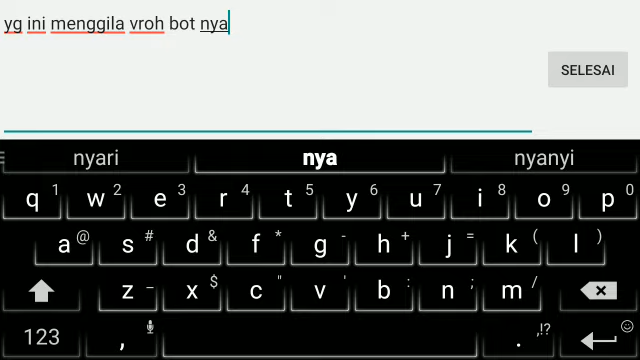 yg ini menggila vroh bot nya
SELESAI
nyari nya nyanyi
q 1 w 2 e 3 r 4 t 5 y 6 u 7 i 8 o 9 p 0
a @ s # d & f * g - h + j = k ( l )
z _ x $ c " v ' b : n ; m /
123 , . ,!?